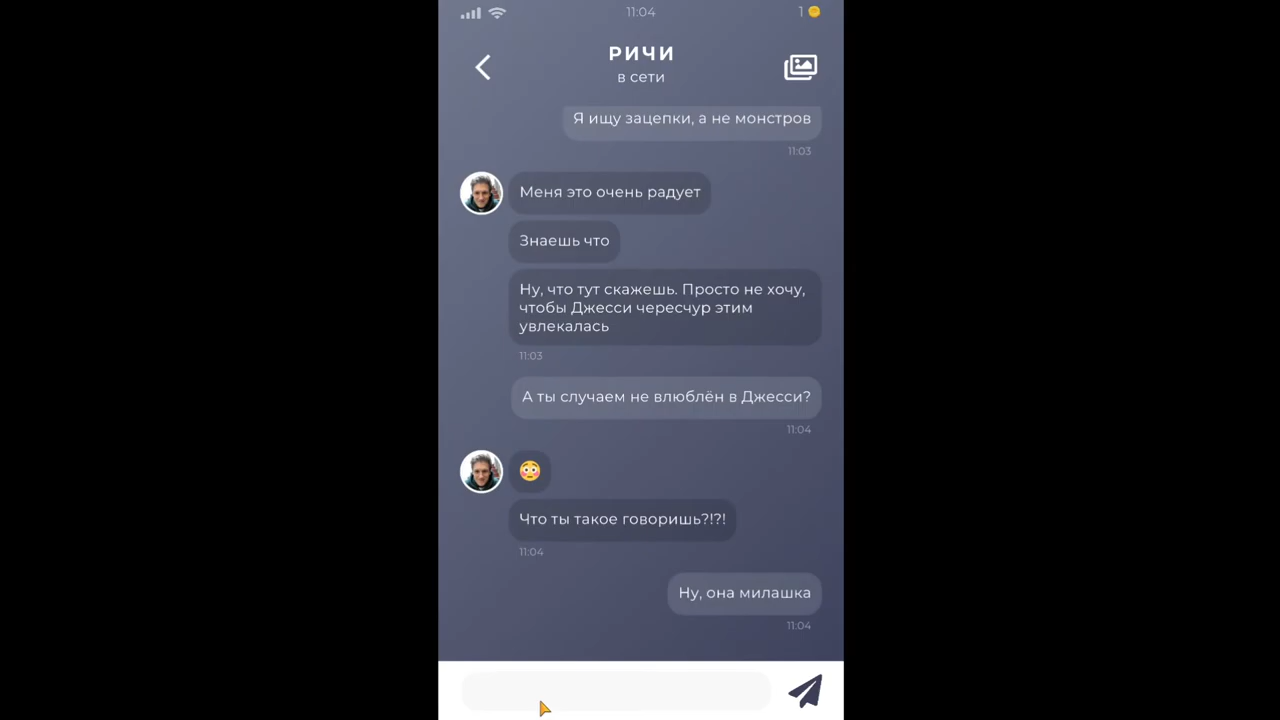 11:04
1
РИЧИ
в сети
Я ищу зацепки, а не монстров
11:03
Меня это очень радует
Знаешь что
Ну, что тут скажешь. Просто не хочу,
чтобы Джесси чересчур этим
увлекалась
11:03
А ты случаем не влюблён в Джесси?
11:04
Что ты такое говоришь?!?!
11:04
Ну, она милашка
11:04